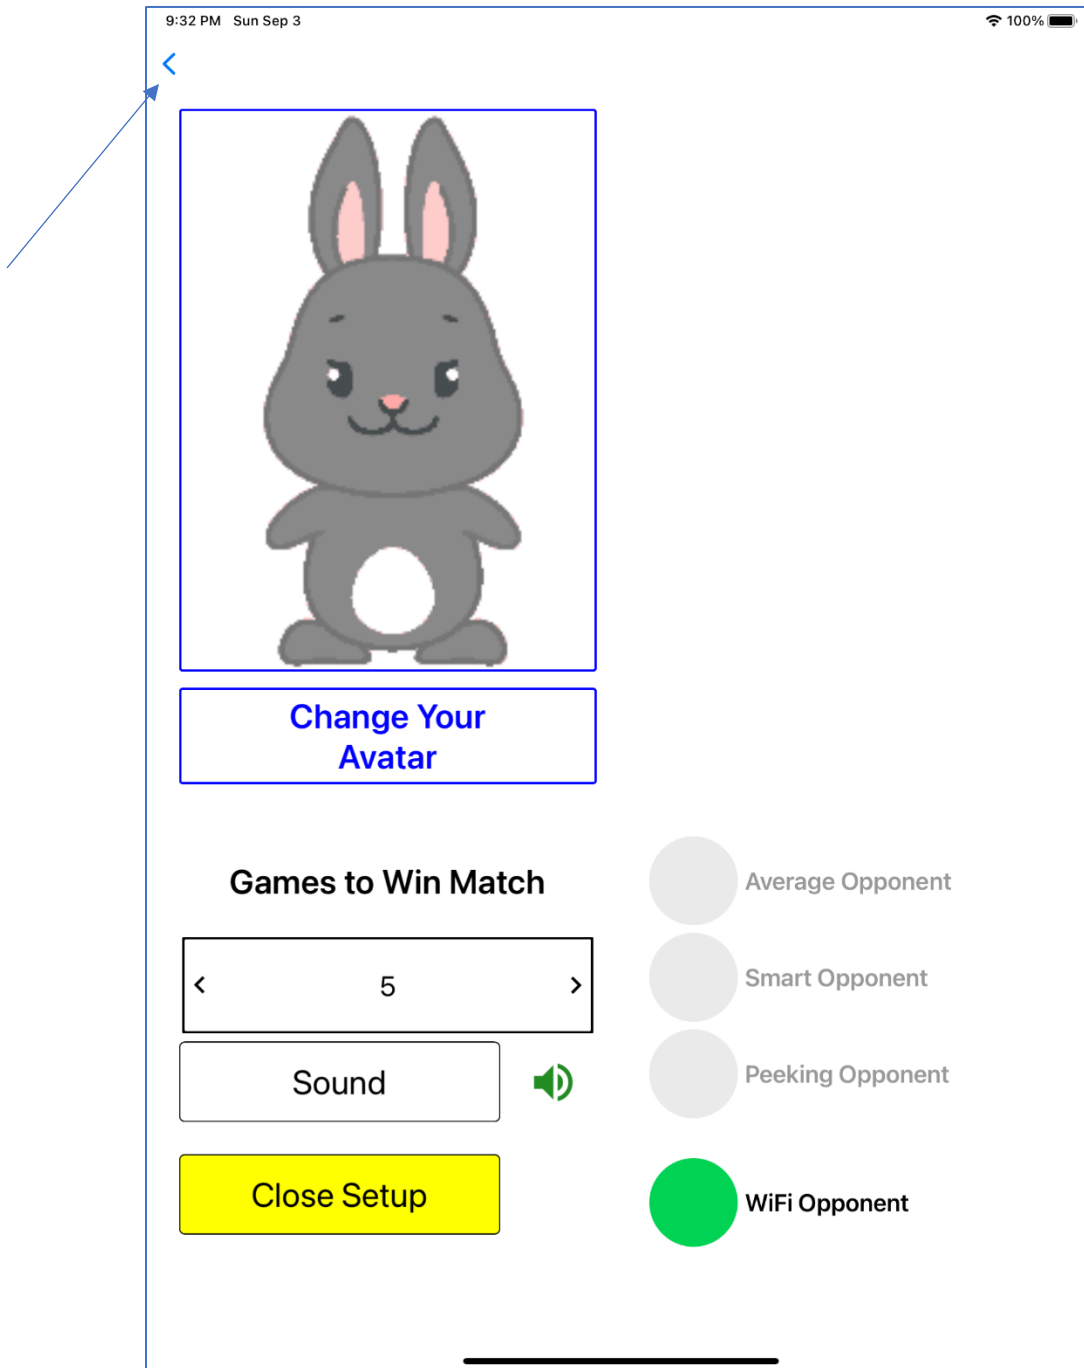 9:32 PM Sun Sep 3
100%
Change Your
Avatar
Games to Win Match
5
Sound
Close Setup
Average Opponent
Smart Opponent
Peeking Opponent
WiFi Opponent